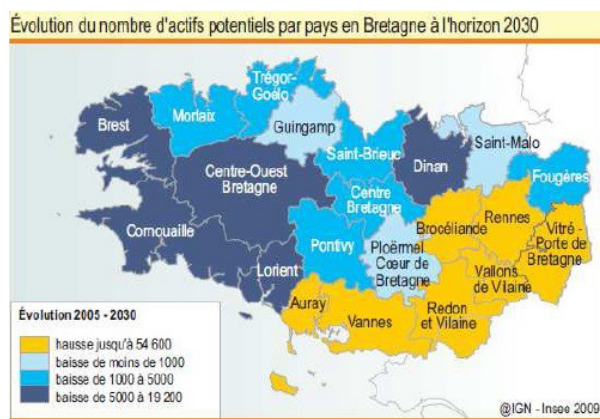 Évolution du nombre d'actifs potentiels par pays en Bretagne à l'horizon 2030
Trégor-
Goélo
Morlaix
Brest
Guingamp
Saint-Malo
Saint-Brieuc
Dinan
Fougères
Centre-Ouest
Bretagne
Centre
Bretagne
Cornouaille
Pontivy
Ploërmel
Cœur de
Bretagne
Brocéliande
Rennes
Vitré -
Porte de
Bretagne
Lorient
Vallons
de Vilaine
Auray
Vannes
Redon
et Vilaine
Évolution 2005 - 2030
hausse jusqu'à 54 600
baisse de moins de 1000
baisse de 1000 à 5000
baisse de 5000 à 19 200
@IGN - Insee 2009